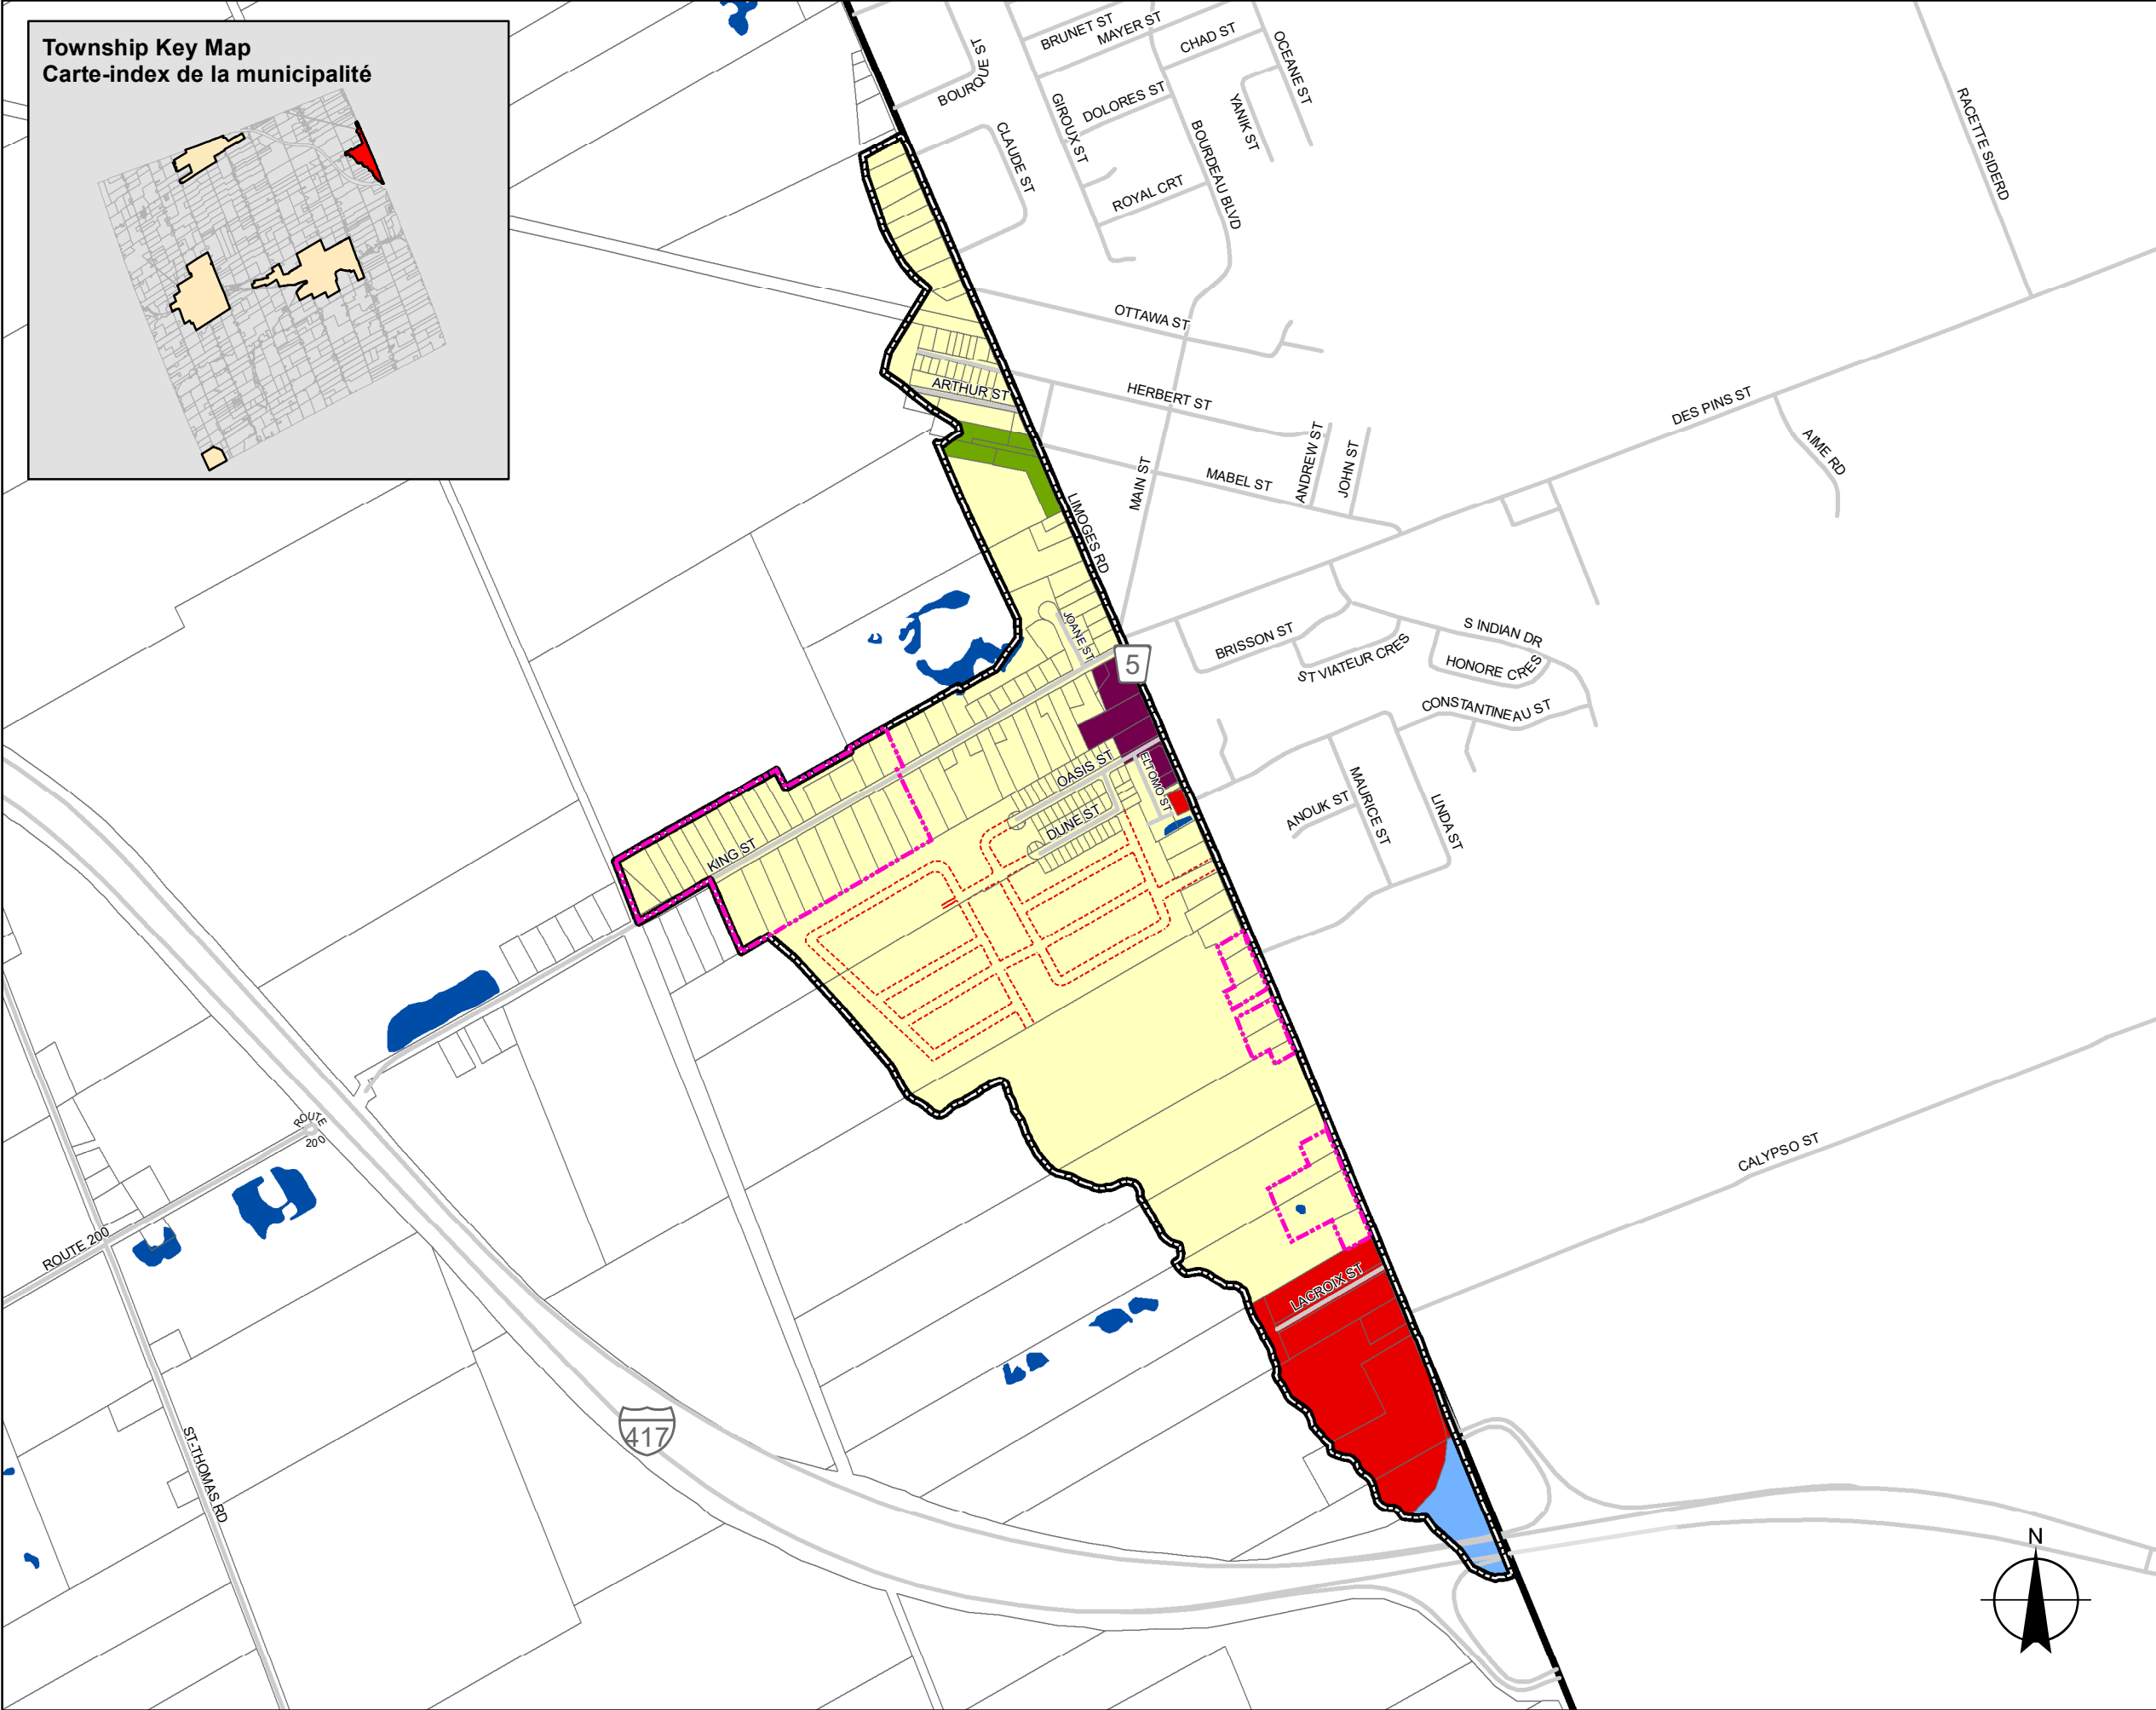 Township Key Map
Carte-index de la municipalité
BRUNET ST
MAYER ST
CHAD ST
OCEANE ST
BOURQUE ST
GIROUX ST
DOLORES ST
YANIK ST
RACETTE SIDERD
CLAUDE ST
BOURDEAU BLVD
ROYAL CRT
OTTAWA ST
ARTHUR ST
HERBERT ST
DES PINS ST
AIME RD
ANDREW ST
JOHN ST
MAIN ST
MABEL ST
LIMOGES RD
JOANE ST
5
BRISSON ST
S INDIAN DR
ST VIATEUR CRES
HONORE CRES
CONSTANTINEAU ST
OASIS ST
ELTOMO ST
MAURICE ST
ANOUK ST
LINDA ST
DUNE ST
KING ST
ROUTE
200
CALYPSO ST
ROUTE 200
LACROIX ST
417
ST-THOMAS RD
N